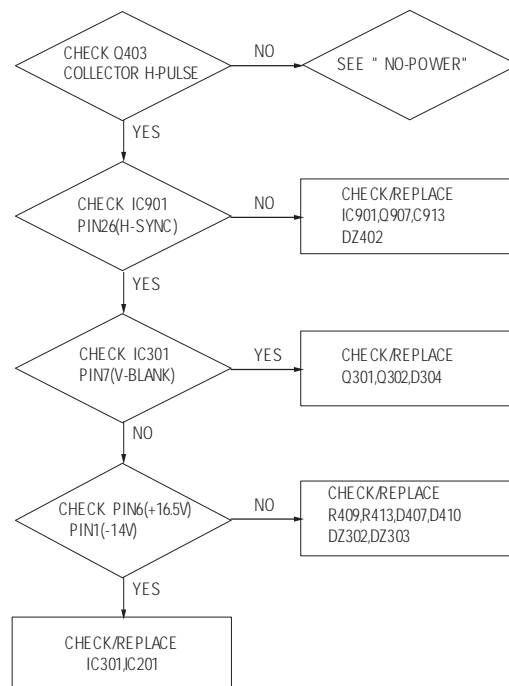 CHECK Q403
COLLECTOR H-PULSE
NO
SEE " NO-POWER"
YES
CHECK IC901
PIN26(H-SYNC)
NO
CHECK/REPLACE
IC901,Q907,C913
DZ402
YES
CHECK IC301
PIN7(V-BLANK)
YES
CHECK/REPLACE
Q301,Q302,D304
NO
CHECK PIN6(+16.5V)
PIN1(-14V)
NO
CHECK/REPLACE
R409,R413,D407,D410
DZ302,DZ303
YES
CHECK/REPLACE
IC301,IC201